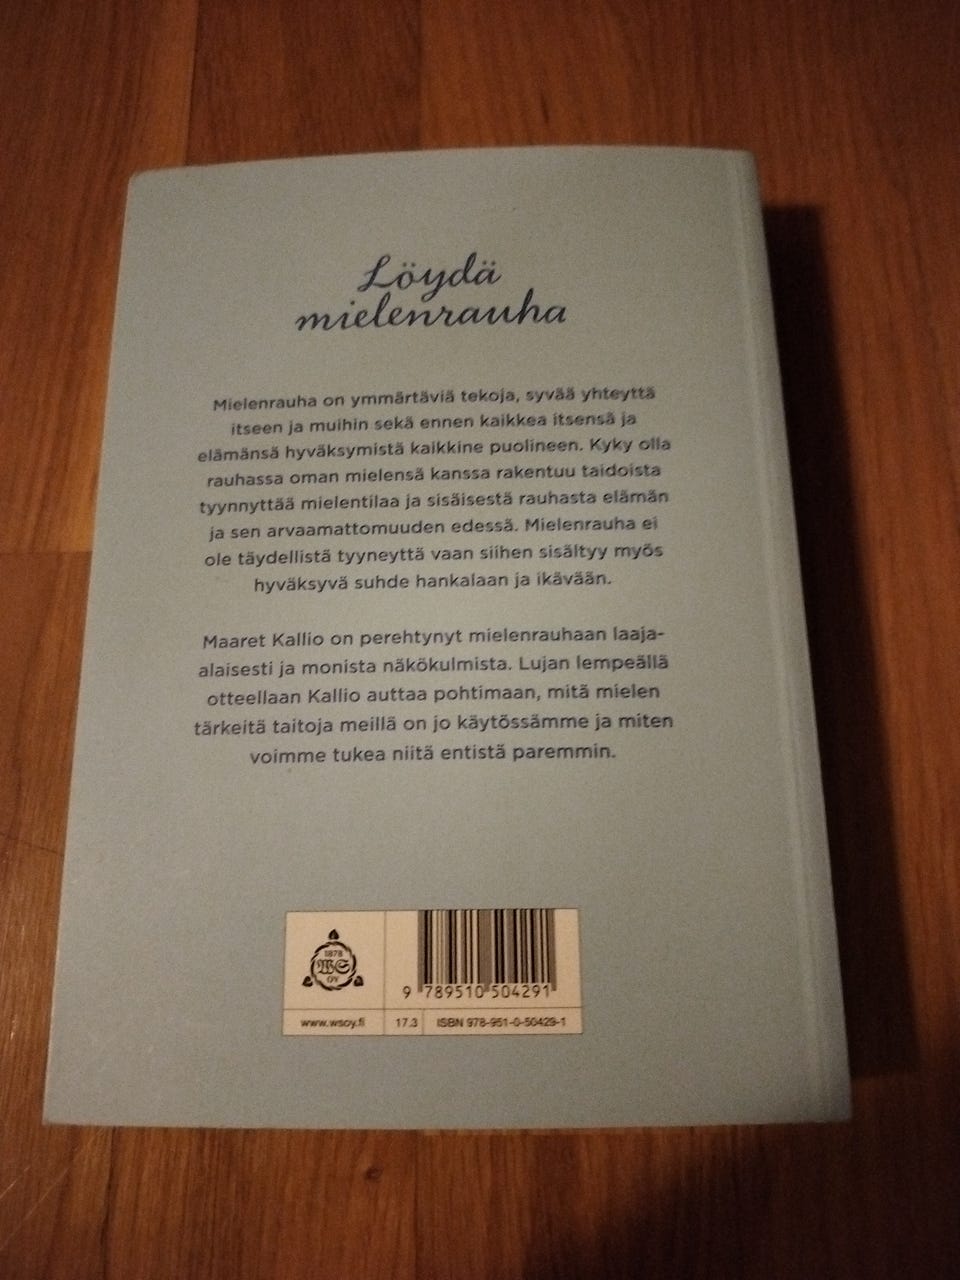 Löydä
mielenrauha
Mielenrauha on ymmärtäviä tekoja, syvää yhteyttä
itseen ja muihin sekä ennen kaikkea itsensä ja
elämänsä hyväksymistä kaikkine puolineen. Kyky olla
rauhassa oman mielensä kanssa rakentuu taidoista
tyynnyttää mielentilaa ja sisäisestä rauhasta elämän
ja sen arvaamattomuuden edessä. Mielenrauha ei
ole täydellistä tyyneyttä vaan siihen sisältyy myös
hyväksyvä suhde hankalaan ja ikävään.
Maaret Kallio on perehtynyt mielenrauhaan laaja-
alaisesti ja monista näkökulmista. Lujan lempeällä
otteellaan Kallio auttaa pohtimaan, mitä mielen
tärkeitä taitoja meillä on jo käytössämme ja miten
voimme tukea niitä entistä paremmin.
1878
WS
OY
9 789510 504291
www.wsoy.fi 17.3 ISBN 978-951-0-50429-1